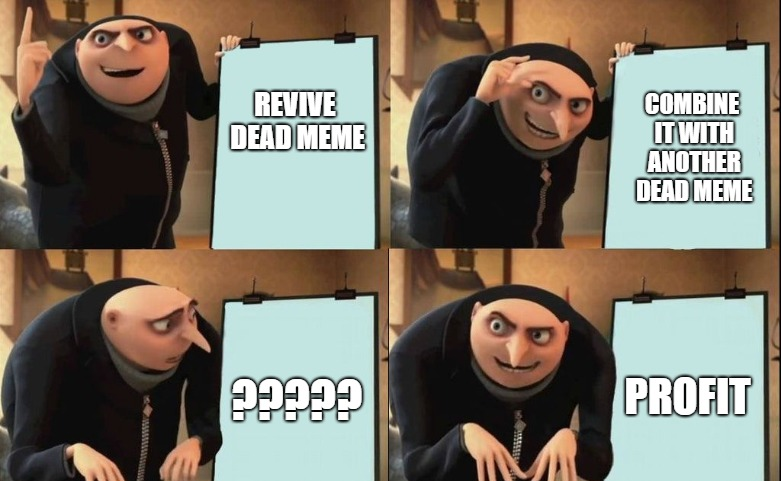 REVIVE
DEAD MEME
COMBINE
IT WITH
ANOTHER
DEAD MEME
?????
PROFIT